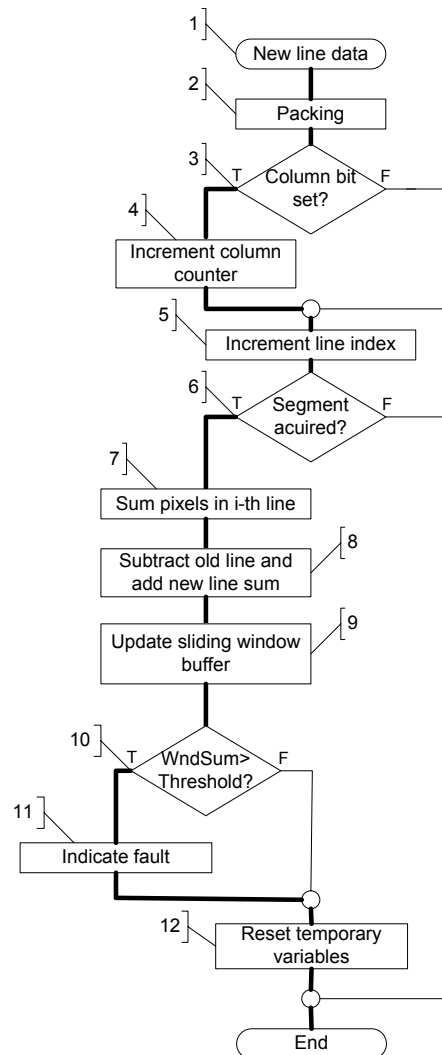 1
New line data
2
Packing
3
T
Column bit
set?
F
4
Increment column
counter
5
Increment line index
6
T
Segment
acuired?
F
7
Sum pixels in i-th line
Subtract old line and
add new line sum
8
Update sliding window
buffer
9
10
T
WndSum>
Threshold?
F
11
Indicate fault
12
Reset temporary
variables
End